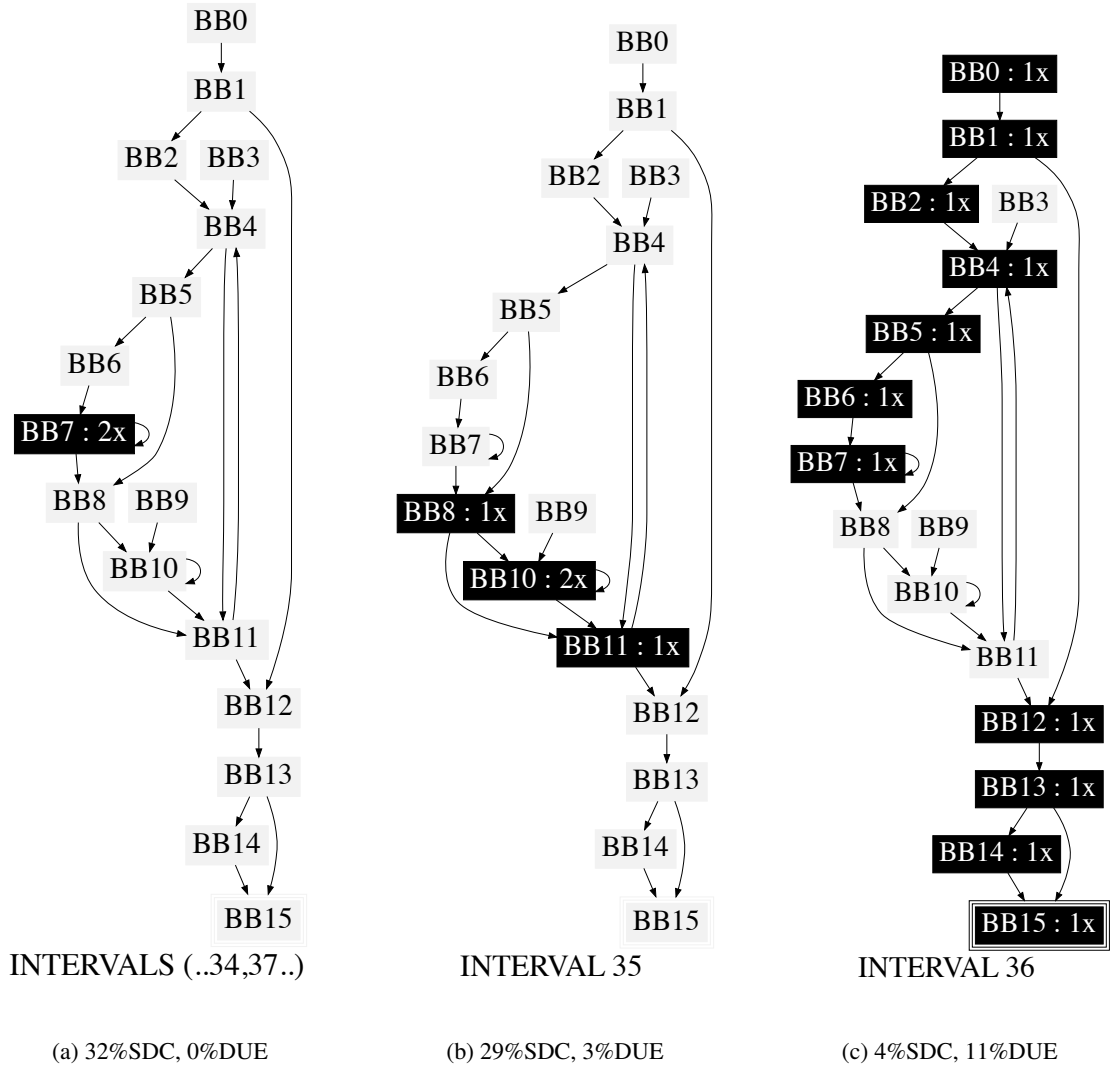 BB0
BB1
BB2
BB3
BB4
BB5
BB6
BB7 : 2x
BB8
BB9
BB10
BB11
BB12
BB13
BB14
BB15
INTERVALS (..34,37..)
(a) 32%SDC, 0%DUE
BB0
BB1
BB2
BB3
BB4
BB5
BB6
BB7
BB8 : 1x
BB9
BB10 : 2x
BB11 : 1x
BB12
BB13
BB14
BB15
INTERVAL 35
(b) 29%SDC, 3%DUE
BB0 : 1x
BB1 : 1x
BB2 : 1x
BB3
BB4 : 1x
BB5 : 1x
BB6 : 1x
BB7 : 1x
BB8
BB9
BB10
BB11
BB12 : 1x
BB13 : 1x
BB14 : 1x
BB15 : 1x
INTERVAL 36
(c) 4%SDC, 11%DUE